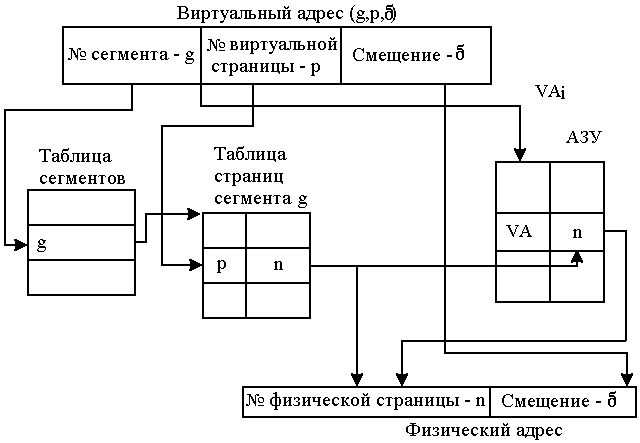 Виртуальный адрес (g,p,δ)
№ сегмента - g
№ виртуальной
страницы - p
Смещение - δ
VAi
АЗУ
Таблица
сегментов
Таблица
страниц
сегмента g
g
p
n
VA
n
№ физической страницы - n
Смещение - δ
Физический адрес